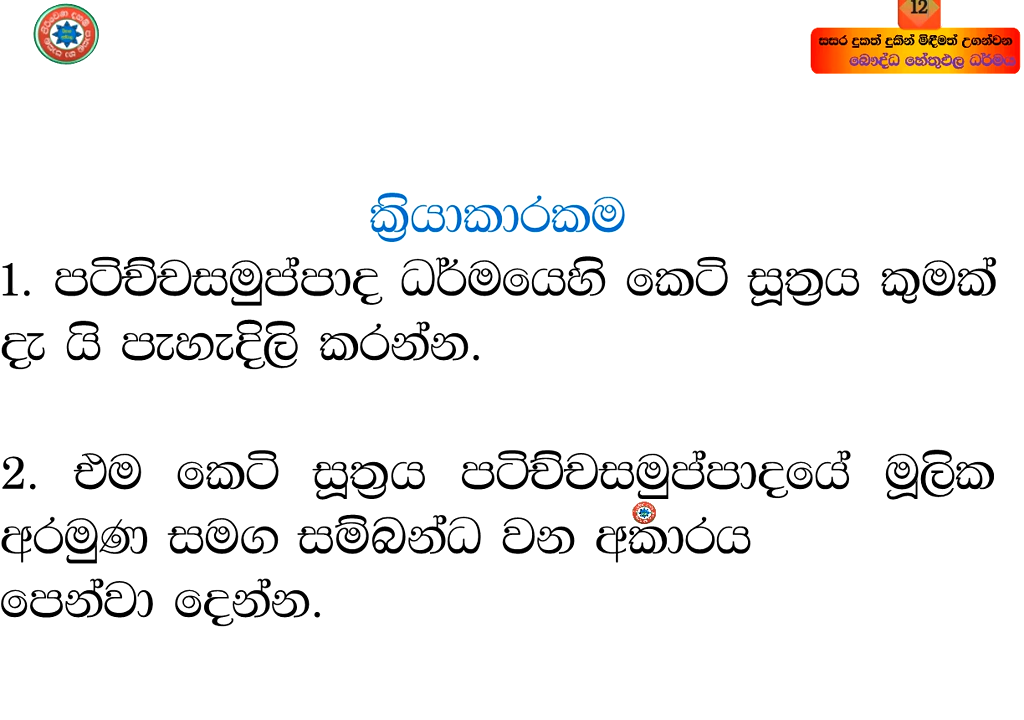 12
සසර දුකත් දුකින් මිදීමත් උගන්වන
බෞද්ධ හේතුඵල ධර්මය
ක්‍රියාකාරකම
1. පටිච්චසමුප්පාද ධර්මයෙහි කෙටි සූත්‍රය කුමක්
දැ යි පැහැදිලි කරන්න.
2. එම කෙටි සූත්‍රය පටිච්චසමුප්පාදයේ මූලික
අරමුණ සමග සම්බන්ධ වන අකාරය
පෙන්වා දෙන්න.